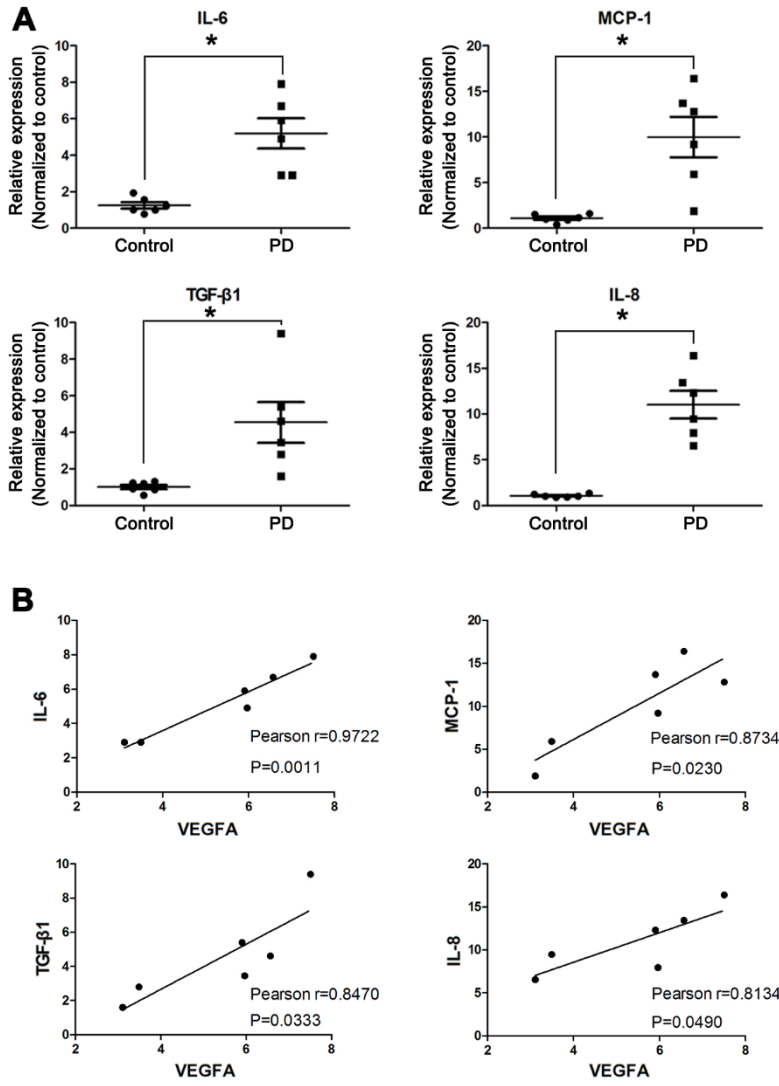 A
IL-6
*
Relative expression
(Normalized to control)
10
8
6
4
2
0
Control PD
MCP-1
*
Relative expression
(Normalized to control)
20
15
10
5
0
Control PD
TGF-β1
*
Relative expression
(Normalized to control)
10
8
6
4
2
0
Control PD
IL-8
*
Relative expression
(Normalized to control)
20
15
10
5
0
Control PD
B
IL-6
10
8
6
4
2
0
Pearson r=0.9722
P=0.0011
2 4 6 8
VEGFA
MCP-1
20
15
10
5
0
Pearson r=0.8734
P=0.0230
2 4 6 8
VEGFA
TGF-β1
10
8
6
4
2
0
Pearson r=0.8470
P=0.0333
2 4 6 8
VEGFA
IL-8
20
15
10
5
0
Pearson r=0.8134
P=0.0490
2 4 6 8
VEGFA